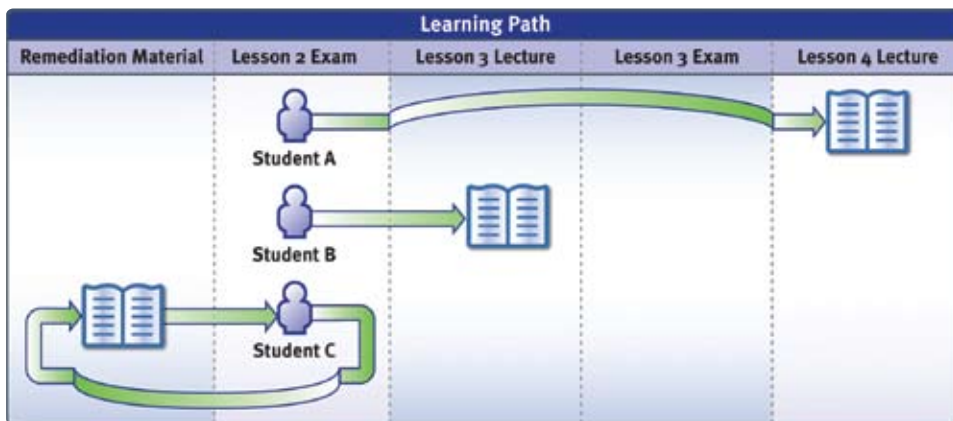 Learning Path
Remediation Material
Lesson 2 Exam
Lesson 3 Lecture
Lesson 3 Exam
Lesson 4 Lecture
Student A
Student B
Student C